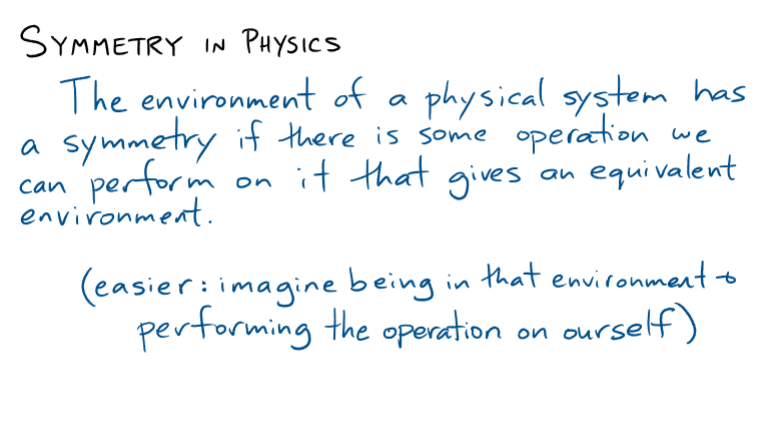 SYMMETRY IN PHYSICS
The environment of a physical system has
a symmetry if there is some operation we
can perform on it that gives an equivalent
environment.
(easier: imagine being in that environment +
performing the operation on ourself)